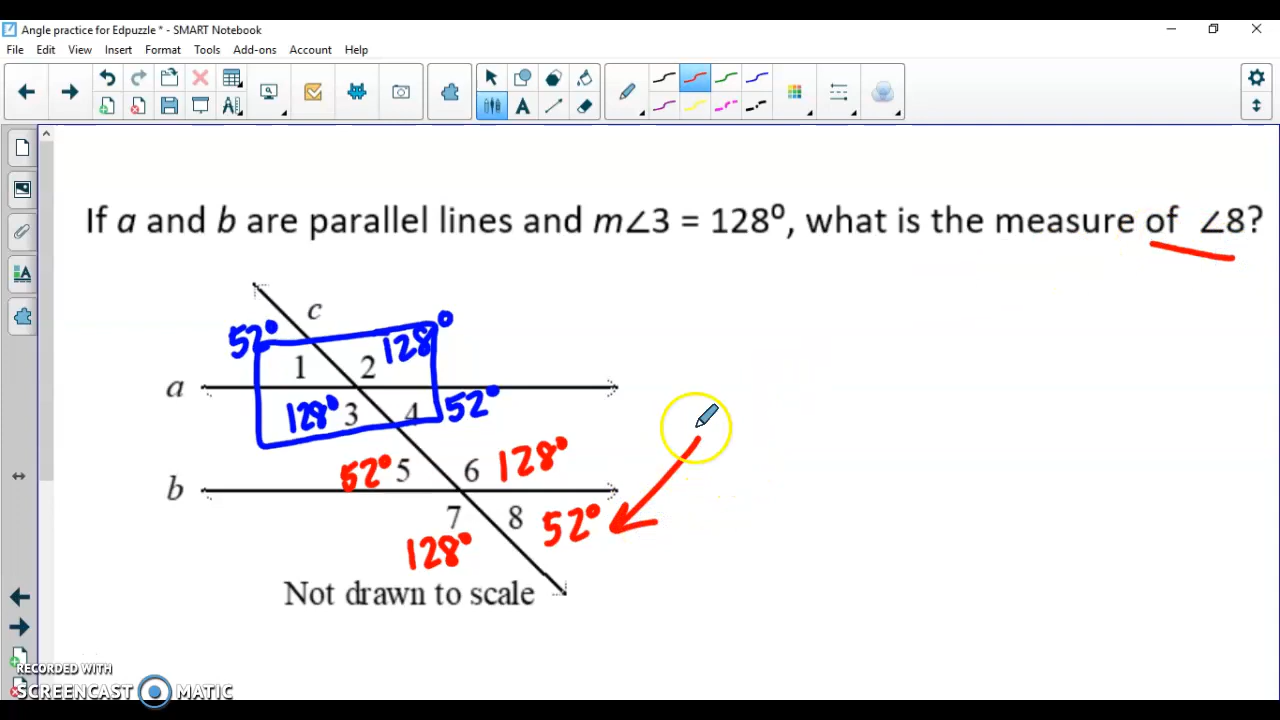 Angle practice for Edpuzzle * - SMART Notebook
File Edit View Insert Format Tools Add-ons Account Help
If a and b are parallel lines and m∠3 = 128⁰, what is the measure of ∠8?
c
52° 128°
1 2
a
128° 3 4 52°
52° 5 6 128°
b
7 8 52°
128°
Not drawn to scale
RECORDED WITH
SCREENCAST MATIC